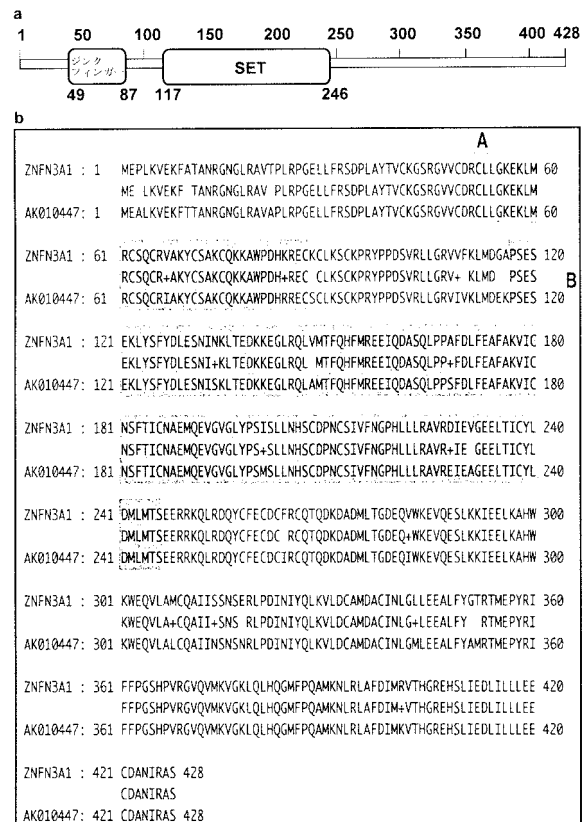 a
1 50 100 150 200 250 300 350 400 428
ジンク
フィンガー
SET
49 87 117 246
b
A
ZNFN3A1 : 1 MEPLKVEKFATANRGNGLRAVTPLRPGELLFRSDPLAYTVCKGSRGVVCDRCLLGKEKLM 60
ME LKVEKF TANRGNGLRAV PLRPGELLFRSDPLAYTVCKGSRGVVCDRCLLGKEKLM
AK010447: 1 MEALKVEKFTTANRGNGLRAVAPLRPGELLFRSDPLAYTVCKGSRGVVCDRCLLGKEKLM 60
ZNFN3A1 : 61 RCSQCRVAKYCSAKCQKKAWPDHKRECKCLKSCKPRYPPDSVRLLGRVVFKLMDGAPSES 120
RCSQCR+AKYCSAKCQKKAWPDH+REC CLKSCKPRYPPDSVRLLGRV+ KLMD PSES
B
AK010447: 61 RCSQCRIAKYCSAKCQKKAWPDHRRECSCLKSCKPRYPPDSVRLLGRVIVKLMDEKPSES 120
ZNFN3A1 : 121 EKLYSFYDLESNINKLTEDKKEGLRQLVMTFQHFMREEIQDASQLPPAFDLFEAFAKVIC 180
EKLYSFYDLESNI+KLTEDKKEGLRQL MTFQHFMREEIQDASQLPP+FDLFEAFAKVIC
AK010447: 121 EKLYSFYDLESNISKLTEDKKEGLRQLAMTFQHFMREEIQDASQLPPSFDLFEAFAKVIC 180
ZNFN3A1 : 181 NSFTICNAEMQEVGVGLYPSISLLNHSCDPNCSIVFNGPHLLLRAVRDIEVGEELTICYL 240
NSFTICNAEMQEVGVGLYPS+SLLNHSCDPNCSIVFNGPHLLLRAVR+IE GEELTICYL
AK010447: 181 NSFTICNAEMQEVGVGLYPSMSLLNHSCDPNCSIVFNGPHLLLRAVREIEAGEELTICYL 240
ZNFN3A1 : 241 DMLMTSEERRKQLRDQYCFECDCFRCQTQDKDADMLTGDEQVWKEVQESLKKIEELKAHW 300
DMLMTSEERRKQLRDQYCFECDC RCQTQDKDADMLTGDEQ+WKEVQESLKKIEELKAHW
AK010447: 241 DMLMTSEERRKQLRDQYCFECDCIRCQTQDKDADMLTGDEQIWKEVQESLKKIEELKAHW 300
ZNFN3A1 : 301 KWEQVLAMCQAIISSNSERLPDINIYQLKVLDCAMDACINLGLLEEALFYGTRTMEPYRI 360
KWEQVLA+CQAII+SNS RLPDINIYQLKVLDCAMDACINLG+LEEALFY RTMEPYRI
AK010447: 301 KWEQVLALCQAIINSNSNRLPDINIYQLKVLDCAMDACINLGMLEEALFYAMRTMEPYRI 360
ZNFN3A1 : 361 FFPGSHPVRGVQVMKVGKLQLHQGMFPQAMKNLRLAFDIMRVTHGREHSLIEDLILLLEE 420
FFPGSHPVRGVQVMKVGKLQLHQGMFPQAMKNLRLAFDIM+VTHGREHSLIEDLILLLEE
AK010447: 361 FFPGSHPVRGVQVMKVGKLQLHQGMFPQAMKNLRLAFDIMKVTHGREHSLIEDLILLLEE 420
ZNFN3A1 : 421 CDANIRAS 428
CDANIRAS
AK010447: 421 CDANIRAS 428